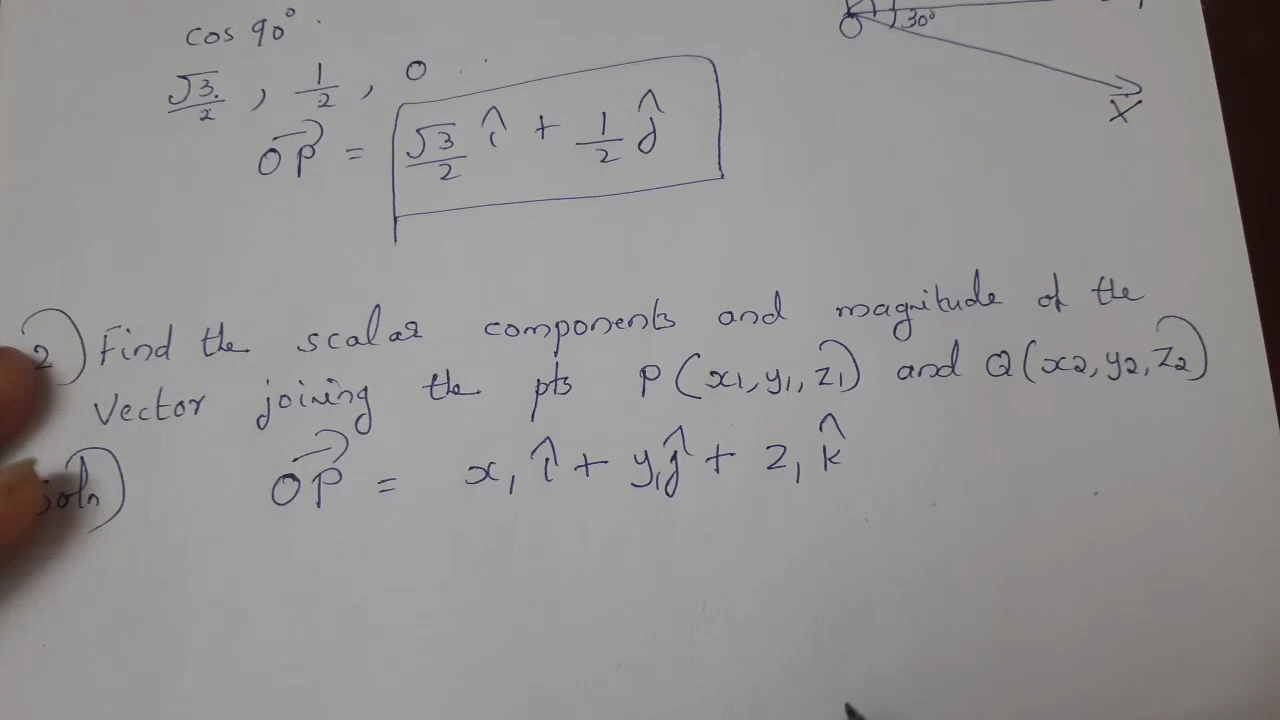 cos 90°
√3/2 , 1/2 , 0
30°
X
OP = √3/2 î + 1/2 ĵ
2) Find the scalar components and magnitude of the
vector joining the pts P(x1, y1, z1) and Q(x2, y2, z2)
soln) OP = x1 î + y1 ĵ + z1 k̂